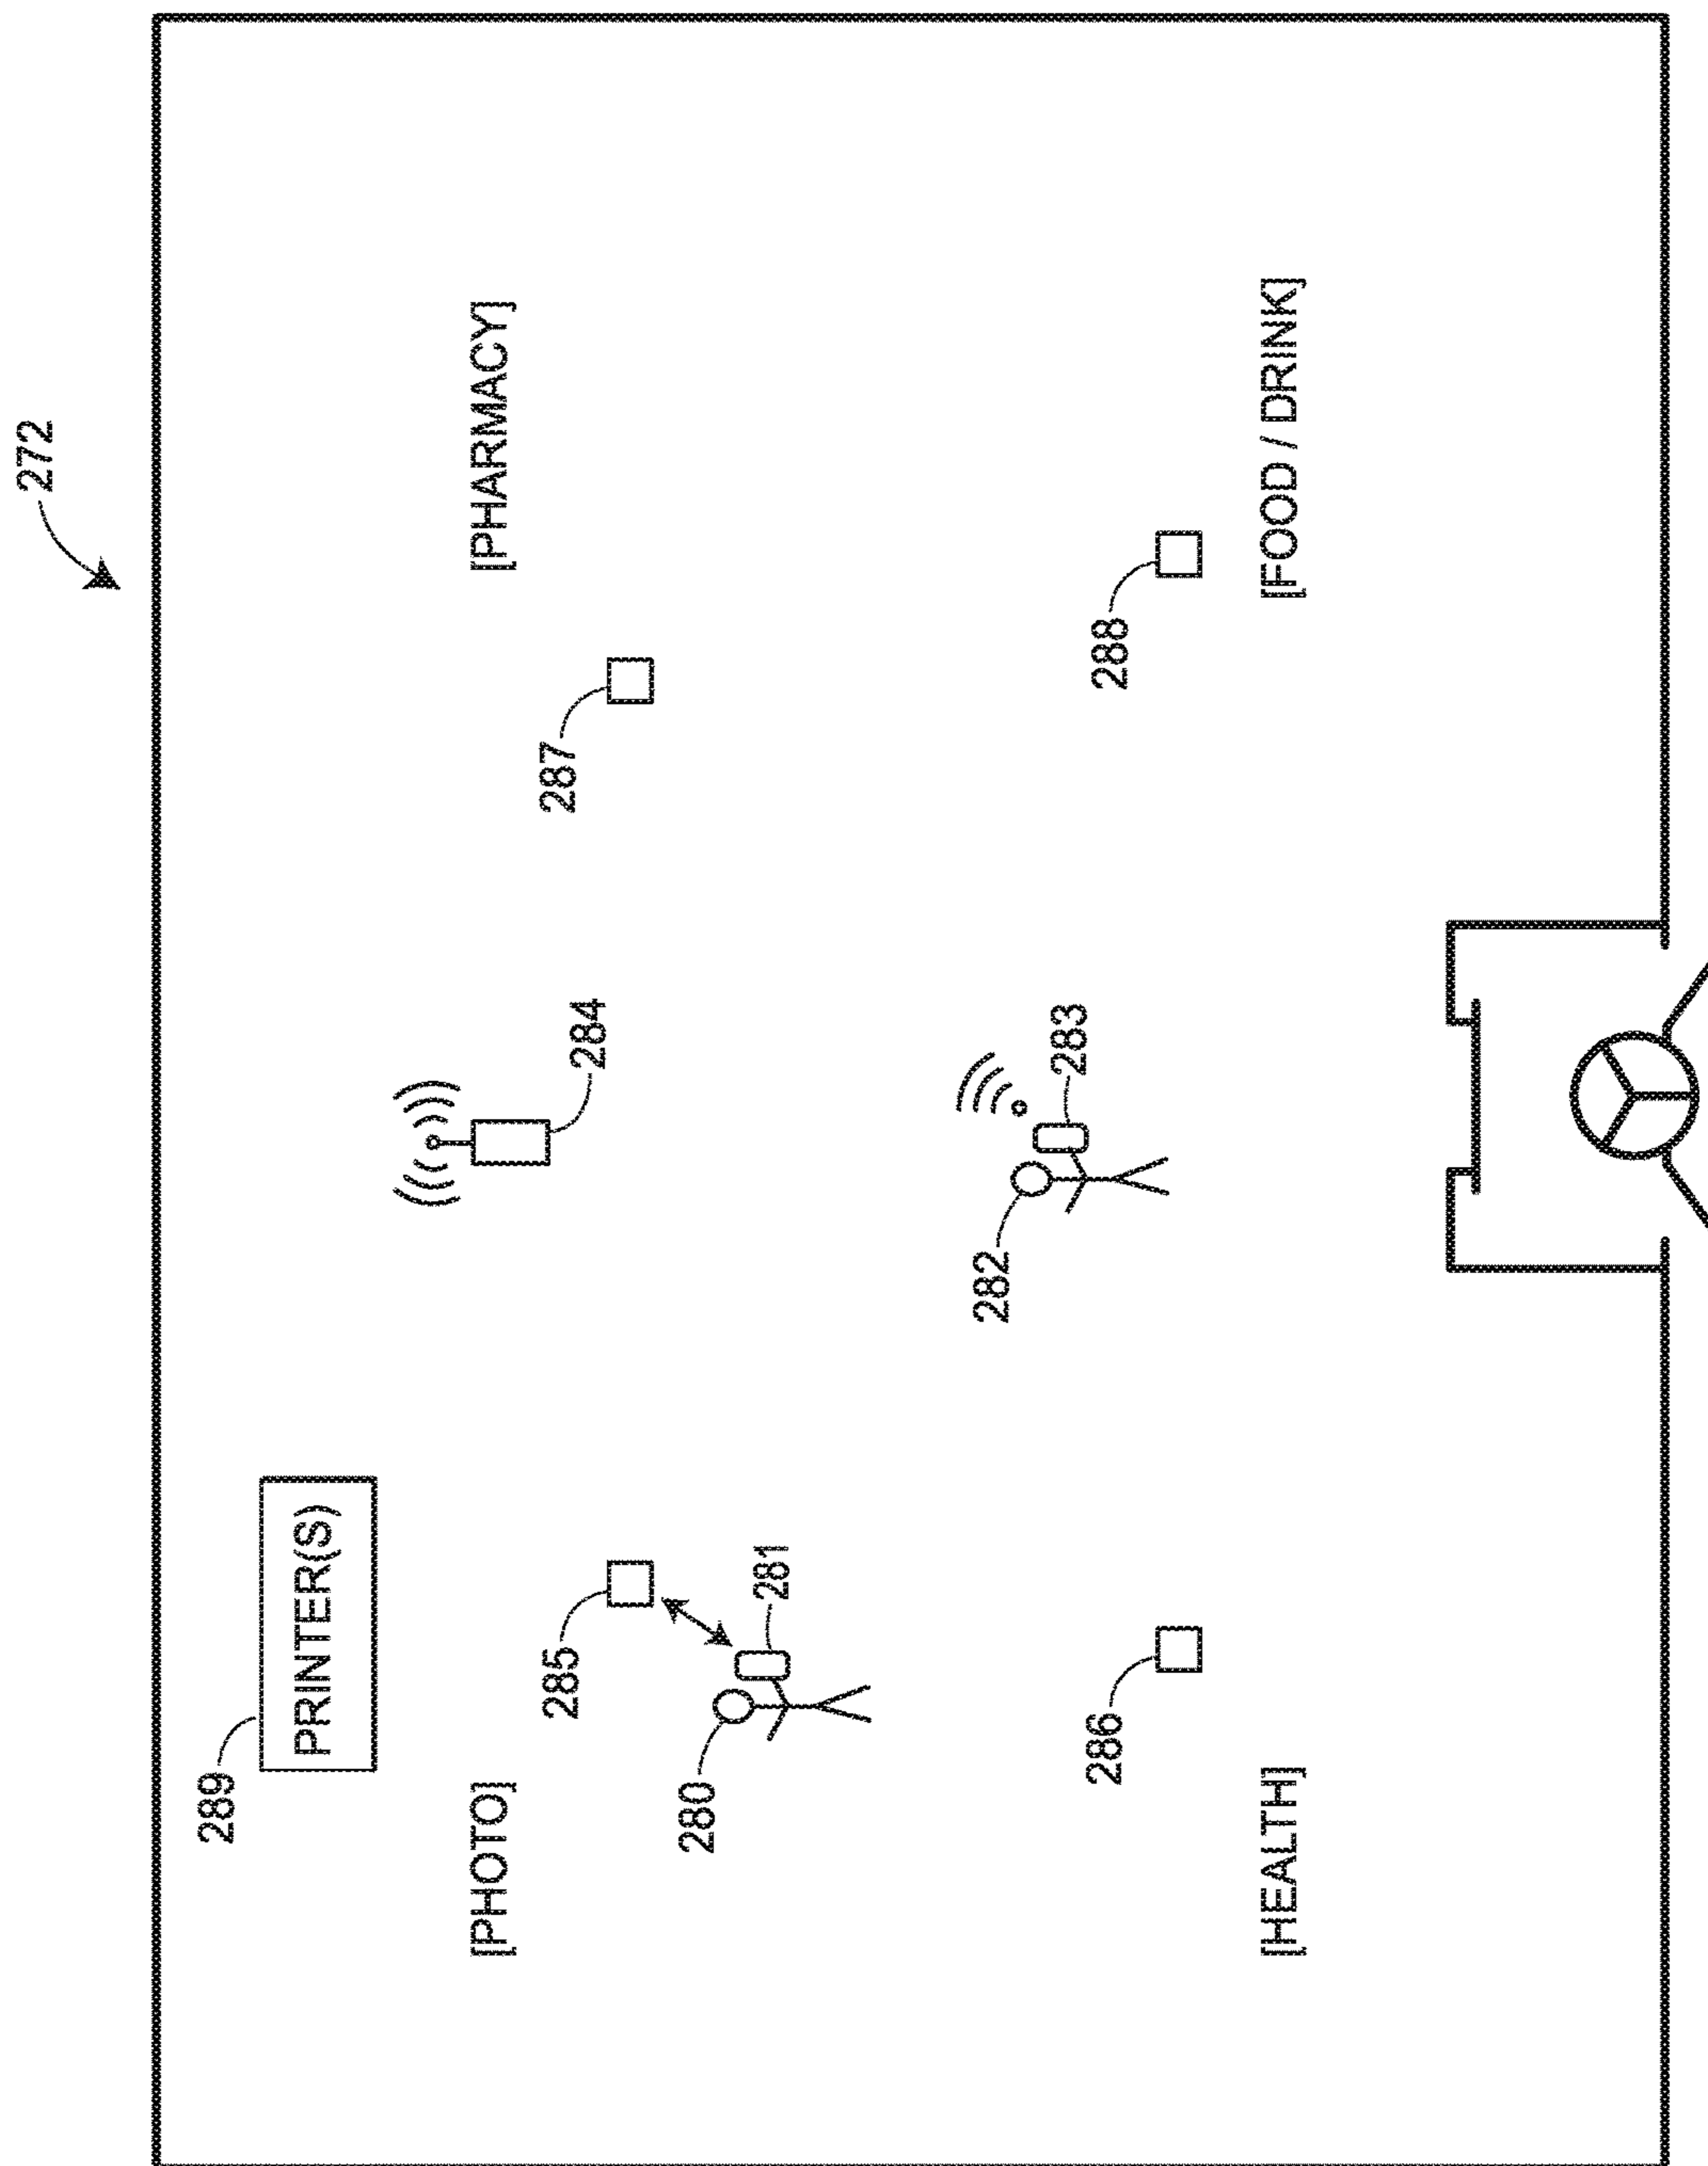 272
289
PRINTER(S)
[PHOTO]
[PHARMACY]
285
287
284
280
281
282
283
286
288
[HEALTH]
[FOOD / DRINK]